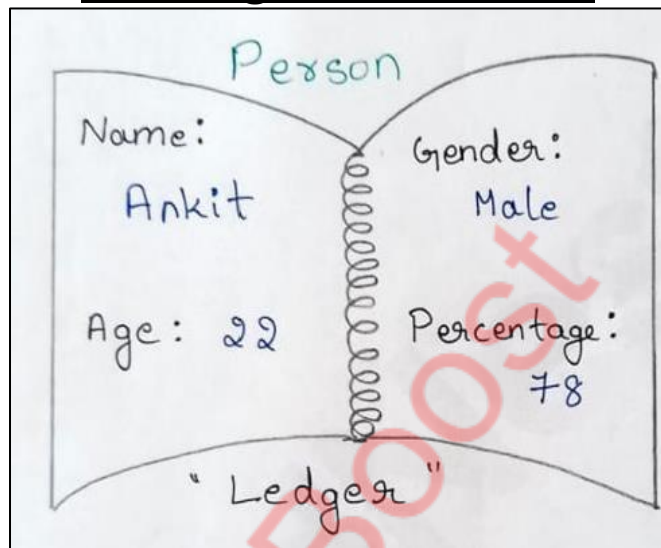 Person
Name:
Ankit
Age: 22
Gender:
Male
Percentage:
78
"Ledger"
Boost